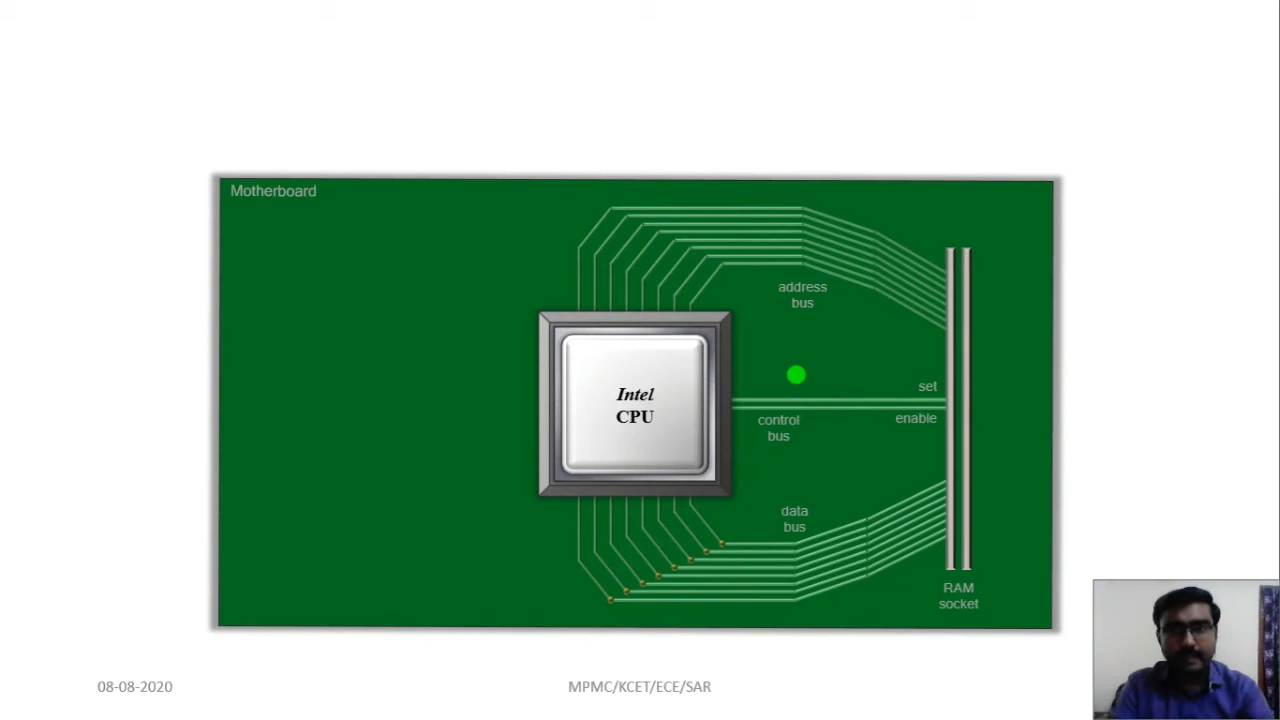 Motherboard
address
bus
set
Intel
CPU
control
bus
enable
data
bus
RAM
socket
08-08-2020
MPMC/KCET/ECE/SAR